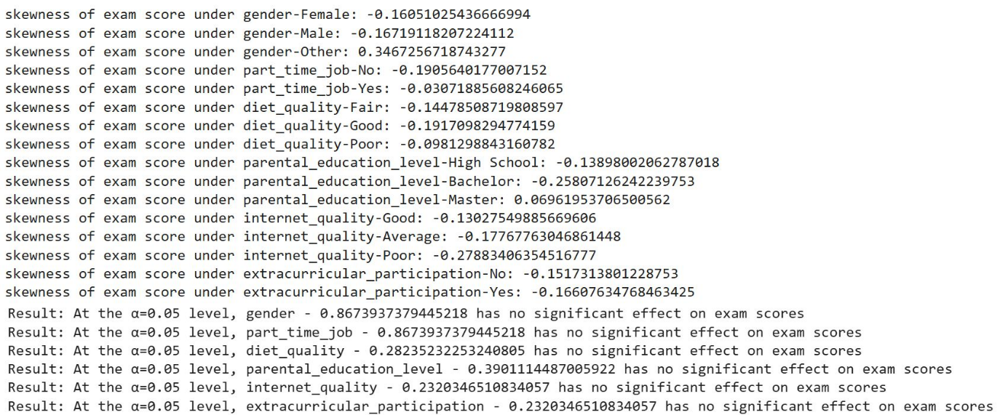 skewness of exam score under gender-Female: -0.16051025436666994
skewness of exam score under gender-Male: -0.16719118207224112
skewness of exam score under gender-Other: 0.3467256718743277
skewness of exam score under part_time_job-No: -0.1905640177007152
skewness of exam score under part_time_job-Yes: -0.03071885608246065
skewness of exam score under diet_quality-Fair: -0.14478508719808597
skewness of exam score under diet_quality-Good: -0.1917098294774159
skewness of exam score under diet_quality-Poor: -0.0981298843160782
skewness of exam score under parental_education_level-High School: -0.13898002062787018
skewness of exam score under parental_education_level-Bachelor: -0.25807126242239753
skewness of exam score under parental_education_level-Master: 0.06961953706500562
skewness of exam score under internet_quality-Good: -0.13027549885669606
skewness of exam score under internet_quality-Average: -0.17767763046861448
skewness of exam score under internet_quality-Poor: -0.27883406354516777
skewness of exam score under extracurricular_participation-No: -0.1517313801228753
skewness of exam score under extracurricular_participation-Yes: -0.16607634768463425
Result: At the α=0.05 level, gender - 0.8673937379445218 has no significant effect on exam scores
Result: At the α=0.05 level, part_time_job - 0.8673937379445218 has no significant effect on exam scores
Result: At the α=0.05 level, diet_quality - 0.28235232253240805 has no significant effect on exam scores
Result: At the α=0.05 level, parental_education_level - 0.3901114487005922 has no significant effect on exam scores
Result: At the α=0.05 level, internet_quality - 0.2320346510834057 has no significant effect on exam scores
Result: At the α=0.05 level, extracurricular_participation - 0.2320346510834057 has no significant effect on exam scores